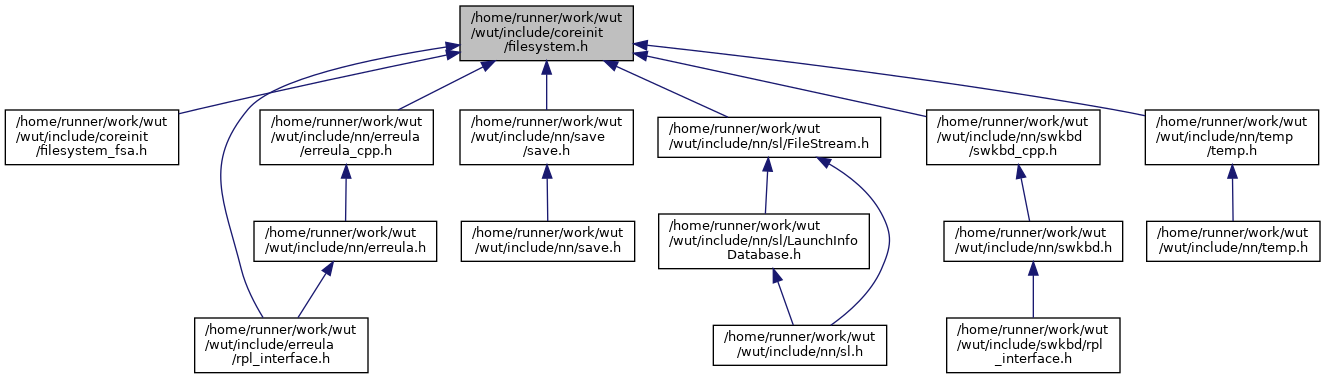 /home/runner/work/wut
/wut/include/coreinit
/filesystem.h
/home/runner/work/wut
/wut/include/coreinit
/filesystem_fsa.h
/home/runner/work/wut
/wut/include/nn/erreula
/erreula_cpp.h
/home/runner/work/wut
/wut/include/nn/save
/save.h
/home/runner/work/wut
/wut/include/nn/sl/FileStream.h
/home/runner/work/wut
/wut/include/nn/swkbd
/swkbd_cpp.h
/home/runner/work/wut
/wut/include/nn/temp
/temp.h
/home/runner/work/wut
/wut/include/nn/erreula.h
/home/runner/work/wut
/wut/include/nn/save.h
/home/runner/work/wut
/wut/include/nn/sl/LaunchInfo
Database.h
/home/runner/work/wut
/wut/include/nn/swkbd.h
/home/runner/work/wut
/wut/include/nn/temp.h
/home/runner/work/wut
/wut/include/erreula
/rpl_interface.h
/home/runner/work/wut
/wut/include/nn/sl.h
/home/runner/work/wut
/wut/include/swkbd/rpl
_interface.h